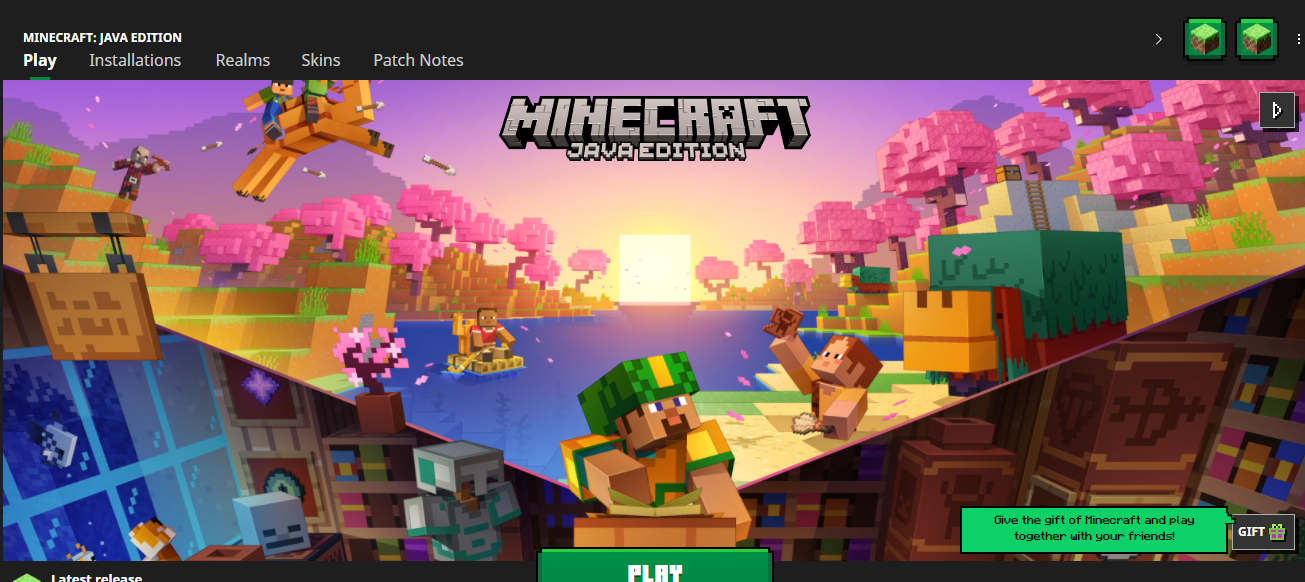 MINECRAFT: JAVA EDITION
Play Installations Realms Skins Patch Notes
MINECRAFT
JAVA EDITION
Give the gift of Minecraft and play
together with your friends!
GIFT
PLAY
Latest release